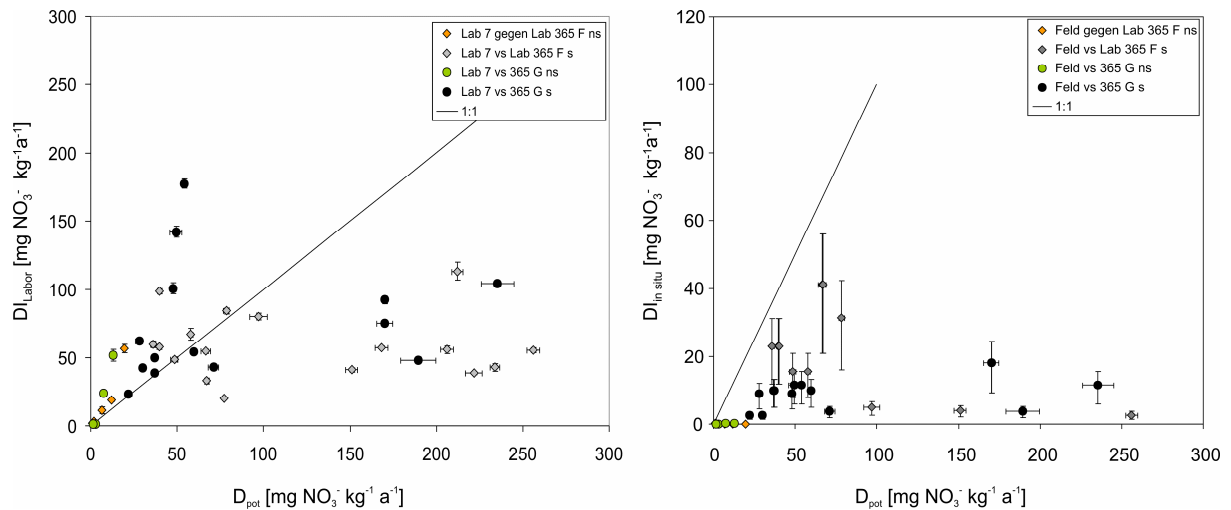 300
250
200
150
100
50
0
DI_Labor [mg NO₃⁻ kg⁻¹a⁻¹]
Lab 7 gegen Lab 365 F ns
Lab 7 vs Lab 365 F s
Lab 7 vs 365 G ns
Lab 7 vs 365 G s
1:1
0 50 100 150 200 250 300
D_pot [mg NO₃⁻ kg⁻¹ a⁻¹]
120
100
80
60
40
20
0
DI_in situ [mg NO₃⁻ kg⁻¹a⁻¹]
Feld gegen Lab 365 F ns
Feld vs Lab 365 F s
Feld vs 365 G ns
Feld vs 365 G s
1:1
0 50 100 150 200 250 300
D_pot [mg NO₃⁻ kg⁻¹ a⁻¹]